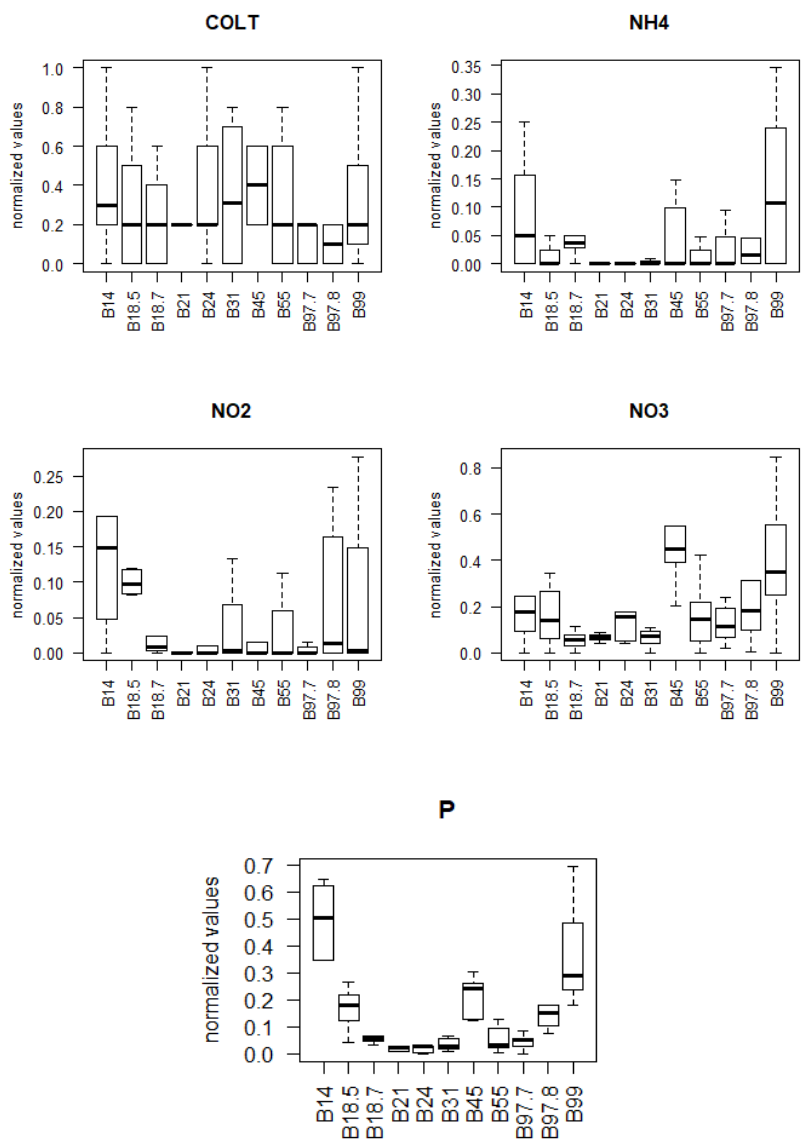 COLT
normalized values
1.0
0.8
0.6
0.4
0.2
0.0
B14
B18.5
B18.7
B21
B24
B31
B45
B55
B97.7
B97.8
B99
NH4
normalized values
0.35
0.30
0.25
0.20
0.15
0.10
0.05
0.00
B14
B18.5
B18.7
B21
B24
B31
B45
B55
B97.7
B97.8
B99
NO2
normalized values
0.25
0.20
0.15
0.10
0.05
0.00
B14
B18.5
B18.7
B21
B24
B31
B45
B55
B97.7
B97.8
B99
NO3
normalized values
0.8
0.6
0.4
0.2
0.0
B14
B18.5
B18.7
B21
B24
B31
B45
B55
B97.7
B97.8
B99
P
normalized values
0.7
0.6
0.5
0.4
0.3
0.2
0.1
0.0
B14
B18.5
B18.7
B21
B24
B31
B45
B55
B97.7
B97.8
B99